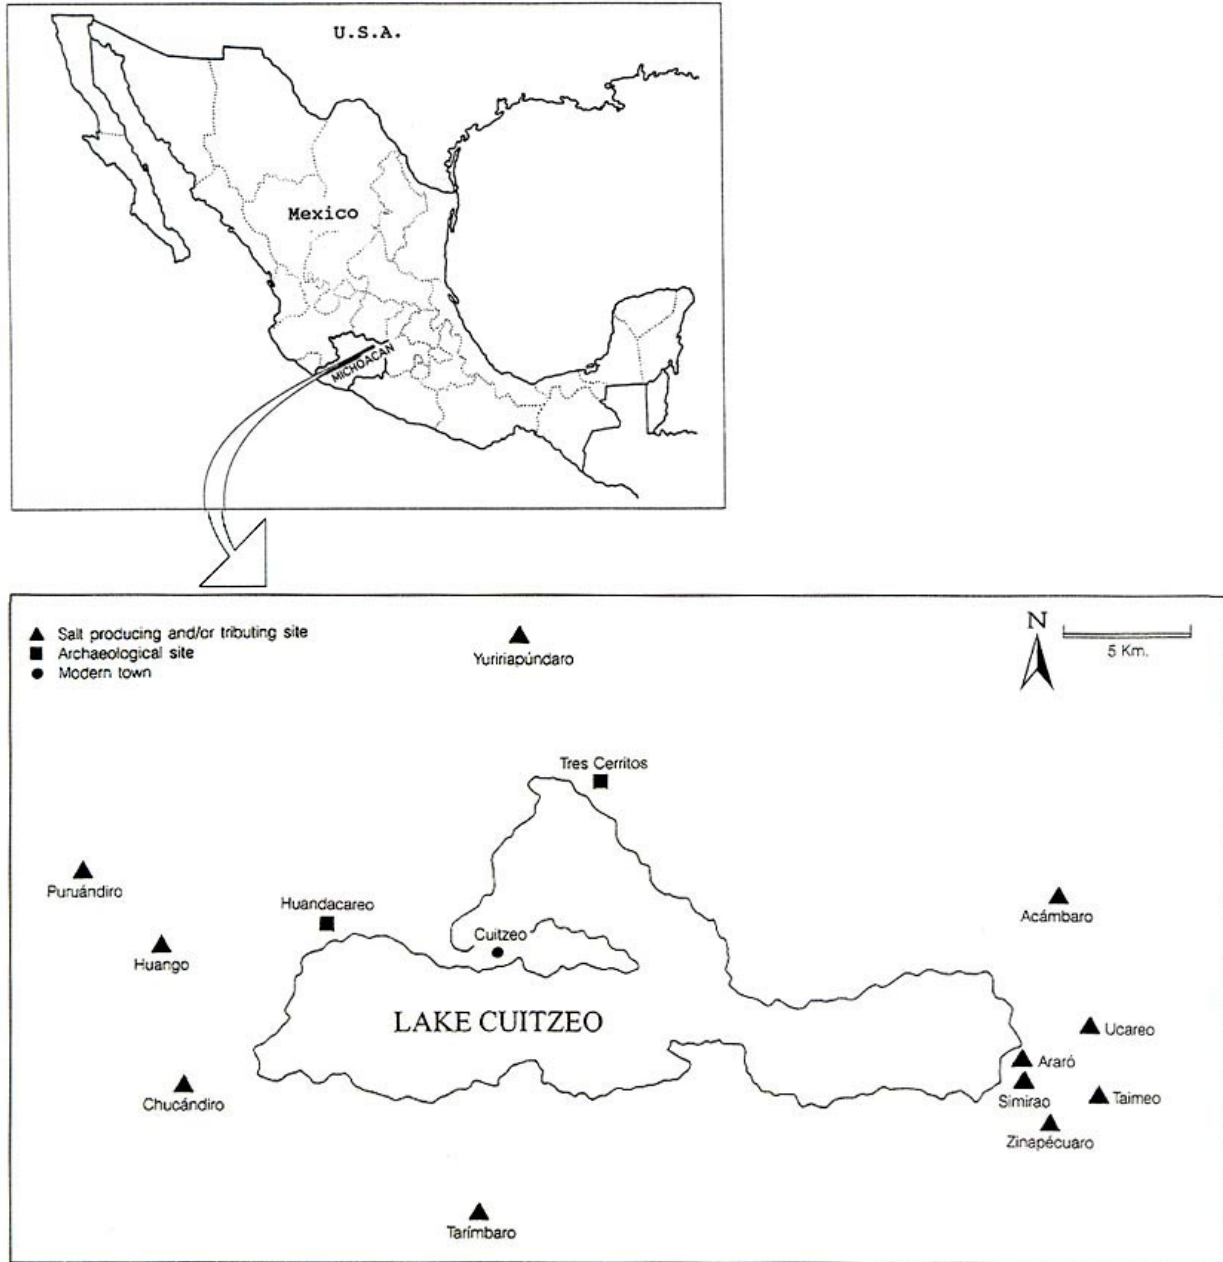 U.S.A.
Mexico
MICHOACAN
Salt producing and/or tributing site
Archaeological site
Modern town
N
5 Km.
Yuririapúndaro
Tres Cerritos
Puruándiro
Huandacareo
Acámbaro
Cuitzeo
Huango
LAKE CUITZEO
Ucareo
Araró
Simirao
Taimeo
Chucándiro
Zinapécuaro
Tarímbaro